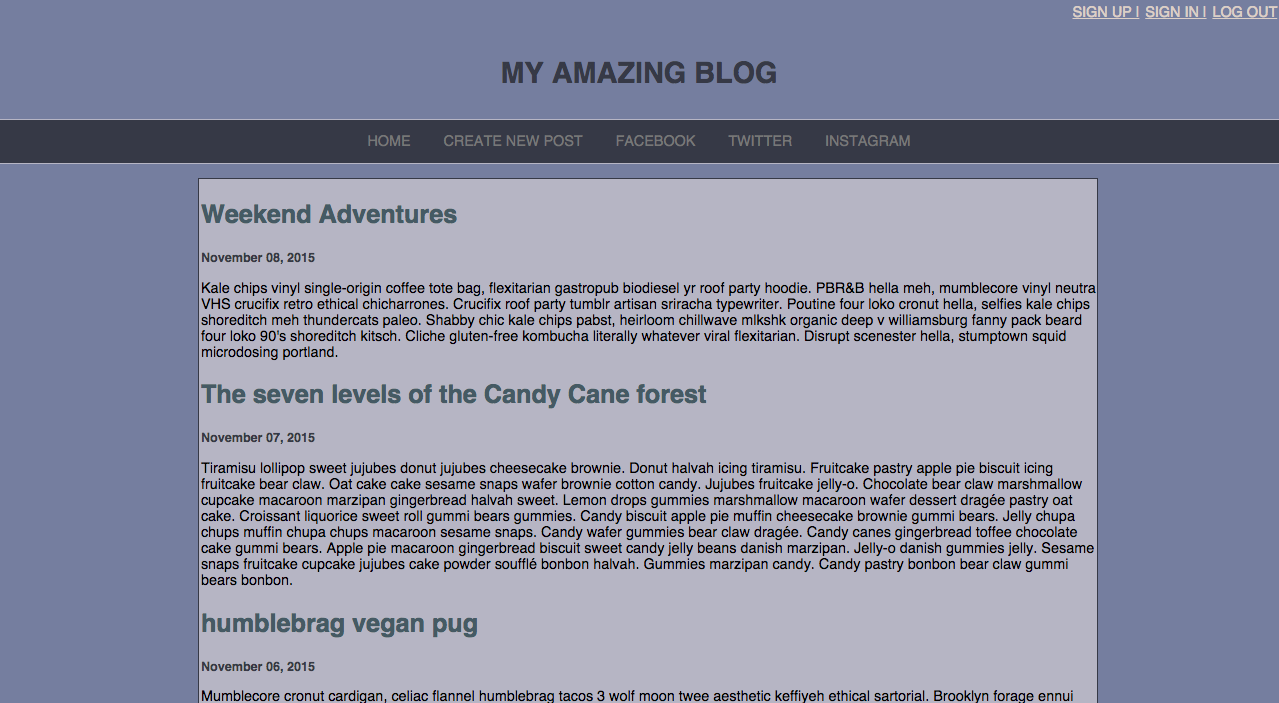 SIGN UP | SIGN IN | LOG OUT
MY AMAZING BLOG
HOME CREATE NEW POST FACEBOOK TWITTER INSTAGRAM
Weekend Adventures
November 08, 2015
Kale chips vinyl single-origin coffee tote bag, flexitarian gastropub biodiesel yr roof party hoodie. PBR&B hella meh, mumblecore vinyl neutra
VHS crucifix retro ethical chicharrones. Crucifix roof party tumblr artisan sriracha typewriter. Poutine four loko cronut hella, selfies kale chips
shoreditch meh thundercats paleo. Shabby chic kale chips pabst, heirloom chillwave mlkshk organic deep v williamsburg fanny pack beard
four loko 90's shoreditch kitsch. Cliche gluten-free kombucha literally whatever viral flexitarian. Disrupt scenester hella, stumptown squid
microdosing portland.
The seven levels of the Candy Cane forest
November 07, 2015
Tiramisu lollipop sweet jujubes donut jujubes cheesecake brownie. Donut halvah icing tiramisu. Fruitcake pastry apple pie biscuit icing
fruitcake bear claw. Oat cake cake sesame snaps wafer brownie cotton candy. Jujubes fruitcake jelly-o. Chocolate bear claw marshmallow
cupcake macaroon marzipan gingerbread halvah sweet. Lemon drops gummies marshmallow macaroon wafer dessert dragée pastry oat
cake. Croissant liquorice sweet roll gummi bears gummies. Candy biscuit apple pie muffin cheesecake brownie gummi bears. Jelly chupa
chups muffin chupa chups macaroon sesame snaps. Candy wafer gummies bear claw dragée. Candy canes gingerbread toffee chocolate
cake gummi bears. Apple pie macaroon gingerbread biscuit sweet candy jelly beans danish marzipan. Jelly-o danish gummies jelly. Sesame
snaps fruitcake cupcake jujubes cake powder soufflé bonbon halvah. Gummies marzipan candy. Candy pastry bonbon bear claw gummi
bears bonbon.
humblebrag vegan pug
November 06, 2015
Mumblecore cronut cardigan, celiac flannel humblebrag tacos 3 wolf moon twee aesthetic keffiyeh ethical sartorial. Brooklyn forage ennui